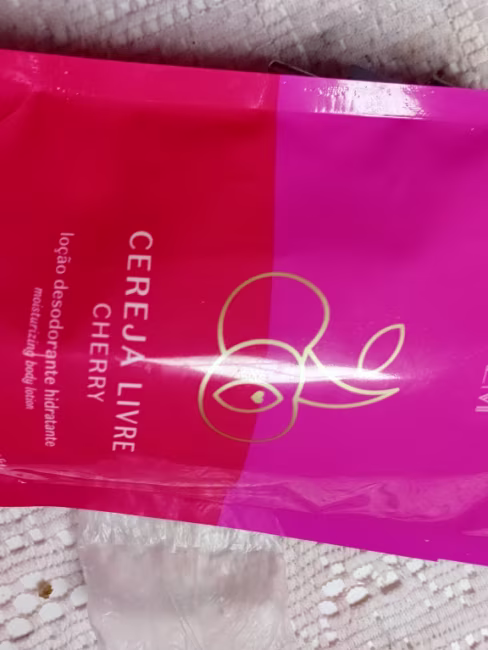 CEREJA LIVRE
CHERRY
loção desodorante hidratante
moisturizing body lotion